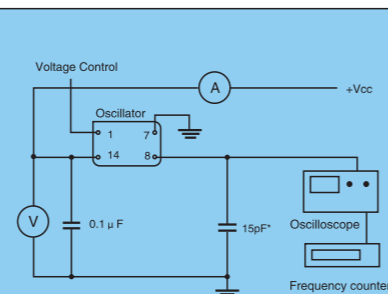 Voltage Control
A
+Vcc
Oscillator
1 7
14 8
V
0.1 μ F
15pF*
Oscilloscope
Frequency counter